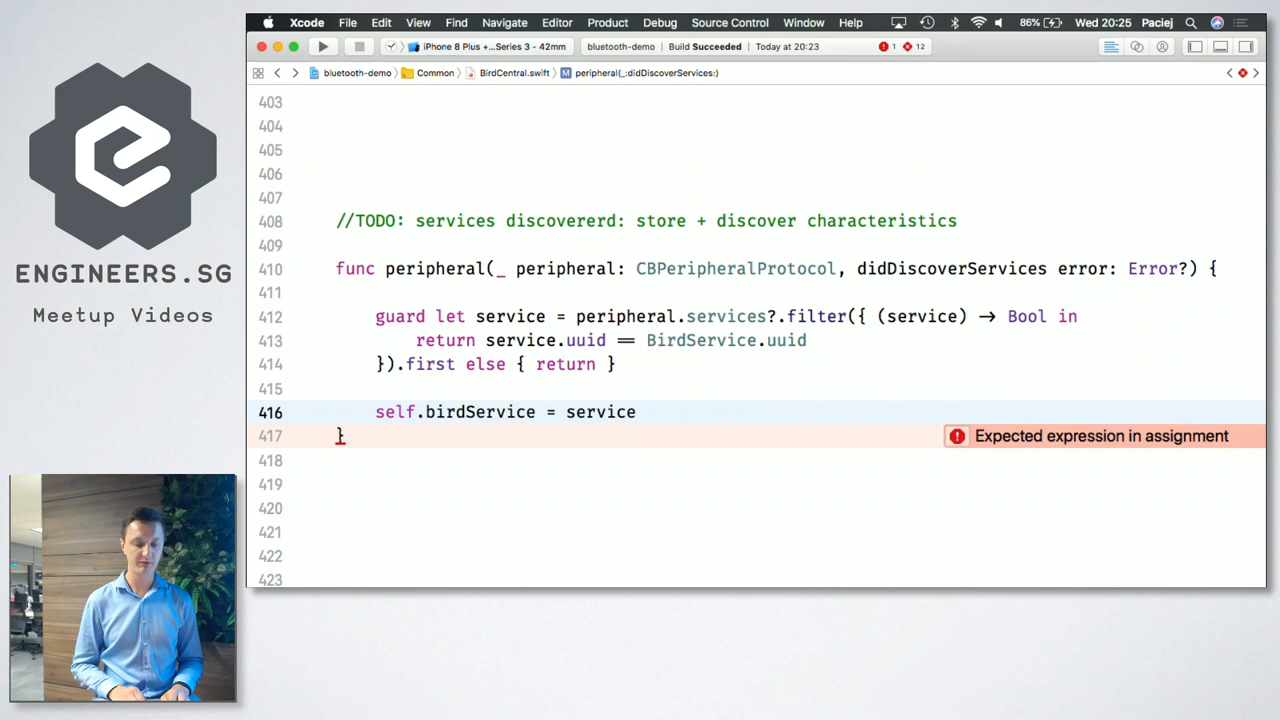 Xcode File Edit View Find Navigate Editor Product Debug Source Control Window Help 86% Wed 20:25 Paciej
iPhone 8 Plus +...Series 3 - 42mm bluetooth-demo | Build Succeeded | Today at 20:23 1 12
bluetooth-demo Common BirdCentral.swift M peripheral(_:didDiscoverServices:)
403
404
405
406
407
408 //TODO: services discovererd: store + discover characteristics
409
410 func peripheral(_ peripheral: CBPeripheralProtocol, didDiscoverServices error: Error?) {
411
412 guard let service = peripheral.services?.filter({ (service) -> Bool in
413 return service.uuid == BirdService.uuid
414 }).first else { return }
415
416 self.birdService = service
417 } Expected expression in assignment
418
419
420
421
422
423
ENGINEERS.SG
Meetup Videos